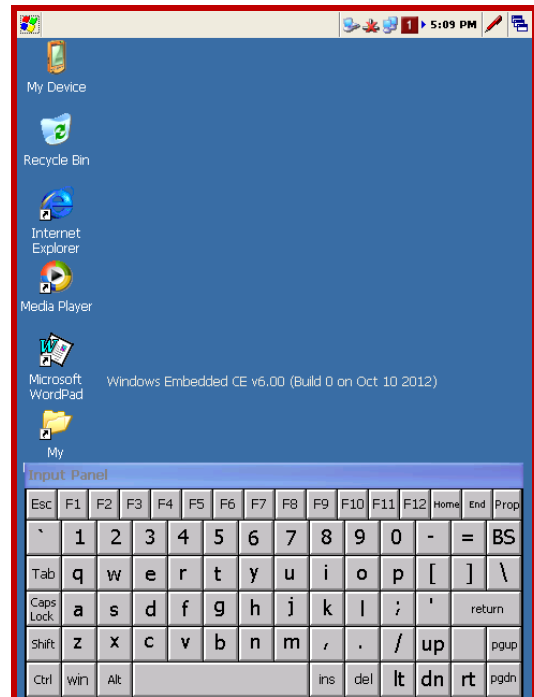 1 5:09 PM
My Device
Recycle Bin
Internet
Explorer
Media Player
Microsoft
WordPad
Windows Embedded CE v6.00 (Build 0 on Oct 10 2012)
My
Input Panel
Esc F1 F2 F3 F4 F5 F6 F7 F8 F9 F10 F11 F12 Home End Prop
` 1 2 3 4 5 6 7 8 9 0 - = BS
Tab q w e r t y u i o p [ ] \
Caps
Lock a s d f g h j k l ; ' return
Shift z x c v b n m , . / up pgup
Ctrl win Alt ins del lt dn rt pgdn